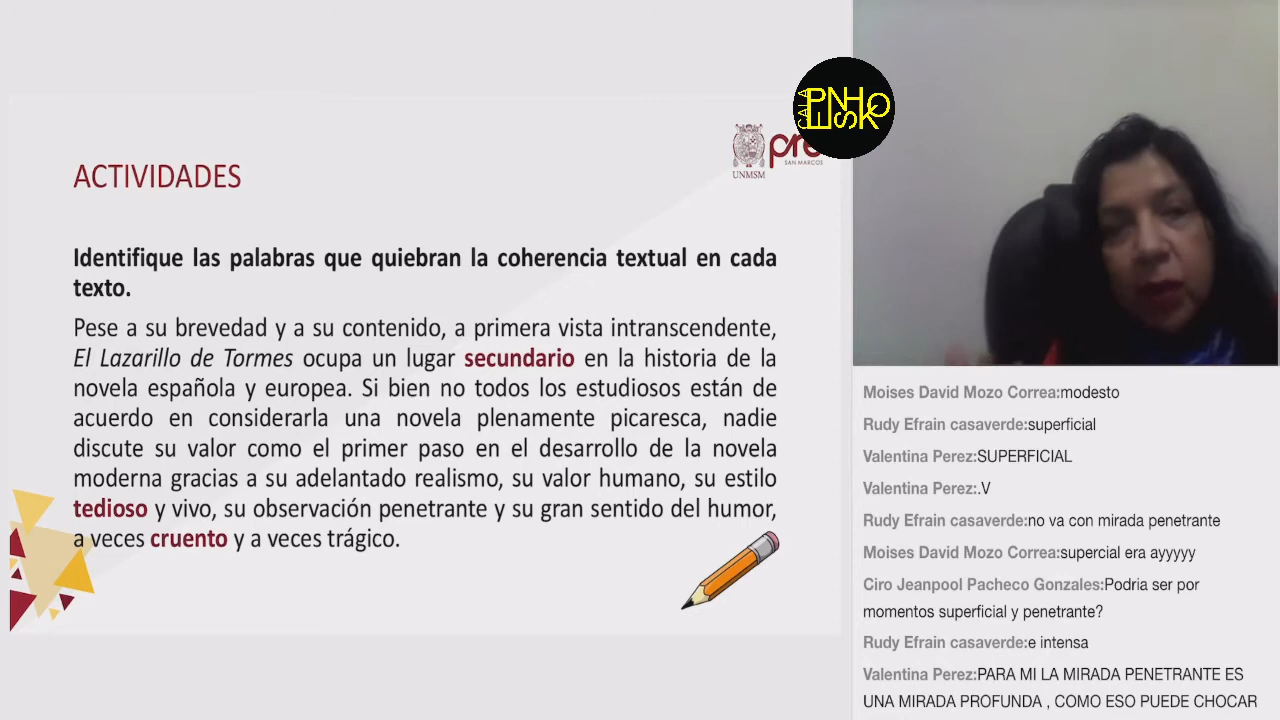 CALA
PENHO
ESK
pre
SAN MARCOS
UNMSM
ACTIVIDADES
Identifique las palabras que quiebran la coherencia textual en cada
texto.
Pese a su brevedad y a su contenido, a primera vista intranscendente,
El Lazarillo de Tormes ocupa un lugar secundario en la historia de la
novela española y europea. Si bien no todos los estudiosos están de
acuerdo en considerarla una novela plenamente picaresca, nadie
discute su valor como el primer paso en el desarrollo de la novela
moderna gracias a su adelantado realismo, su valor humano, su estilo
tedioso y vivo, su observación penetrante y su gran sentido del humor,
a veces cruento y a veces trágico.
Moises David Mozo Correa:modesto
Rudy Efrain casaverde:superficial
Valentina Perez:SUPERFICIAL
Valentina Perez:.V
Rudy Efrain casaverde:no va con mirada penetrante
Moises David Mozo Correa:supercial era ayyyyy
Ciro Jeanpool Pacheco Gonzales:Podria ser por
momentos superficial y penetrante?
Rudy Efrain casaverde:e intensa
Valentina Perez:PARA MI LA MIRADA PENETRANTE ES
UNA MIRADA PROFUNDA , COMO ESO PUEDE CHOCAR